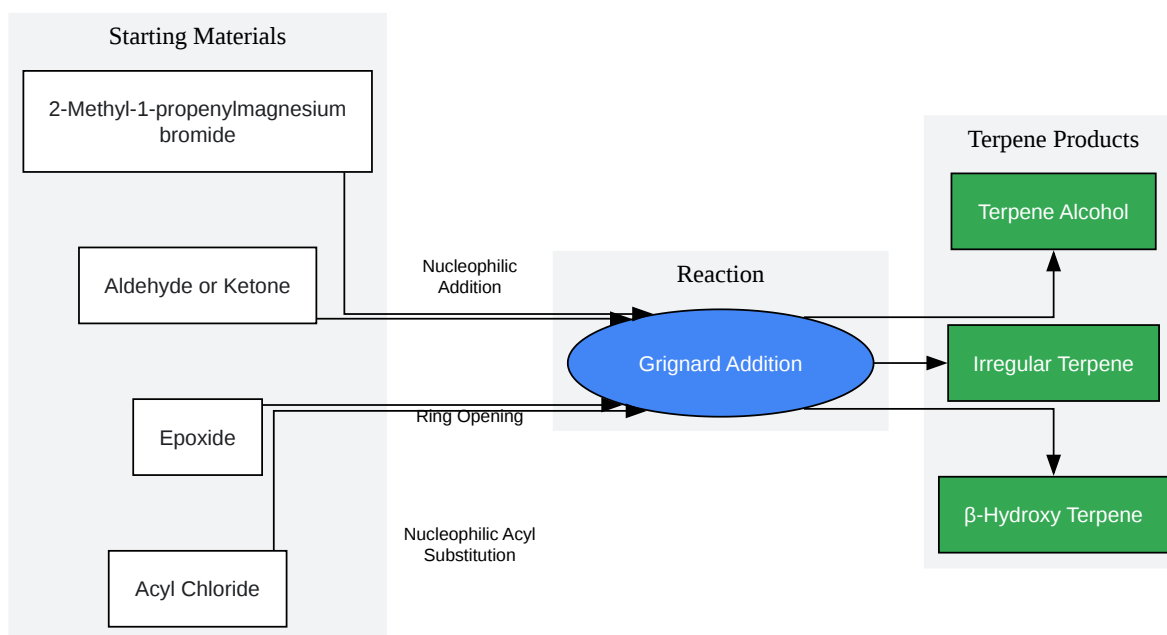 Starting Materials
2-Methyl-1-propenylmagnesium
bromide
Aldehyde or Ketone
Epoxide
Acyl Chloride
Nucleophilic
Addition
Ring Opening
Nucleophilic Acyl
Substitution
Reaction
Grignard Addition
Terpene Products
Terpene Alcohol
Irregular Terpene
β-Hydroxy Terpene